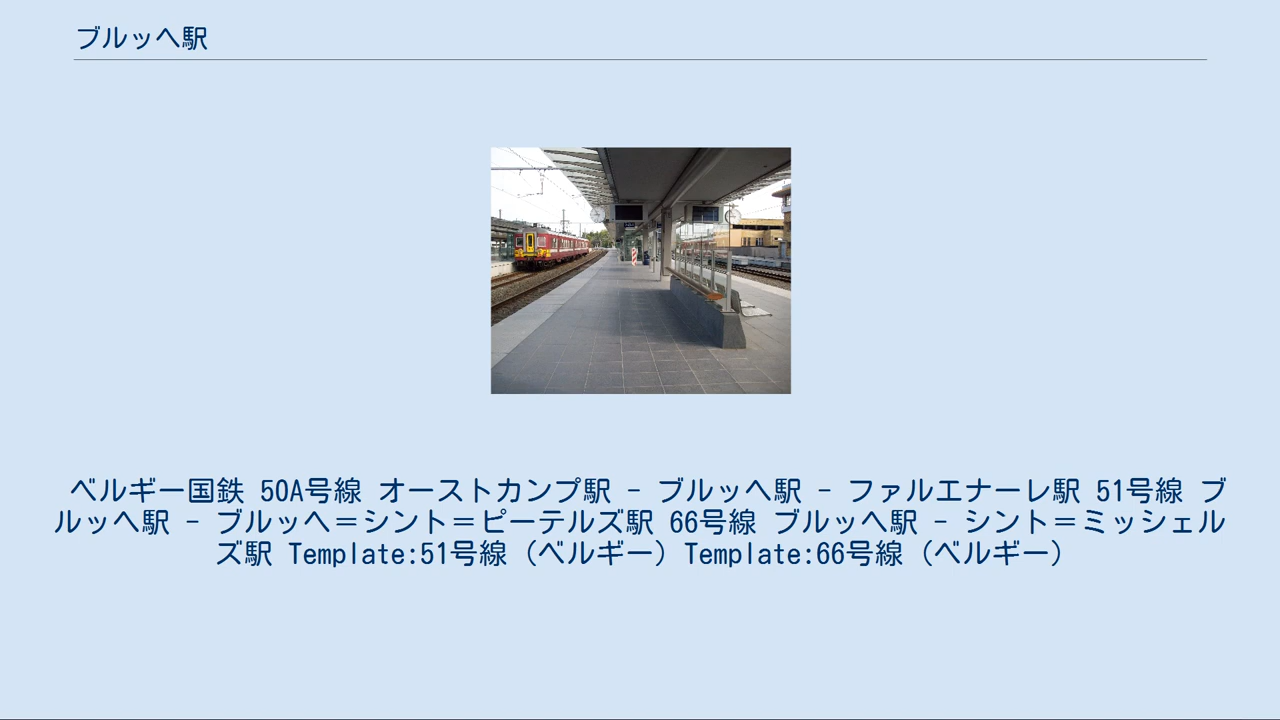 ブルッヘ駅
ベルギー国鉄 50A号線 オーストカンプ駅 - ブルッヘ駅 - ファルエナーレ駅 51号線 ブ
ルッヘ駅 - ブルッヘ＝シント＝ピーテルズ駅 66号線 ブルッヘ駅 - シント＝ミッシェル
ズ駅 Template:51号線（ベルギー）Template:66号線（ベルギー）